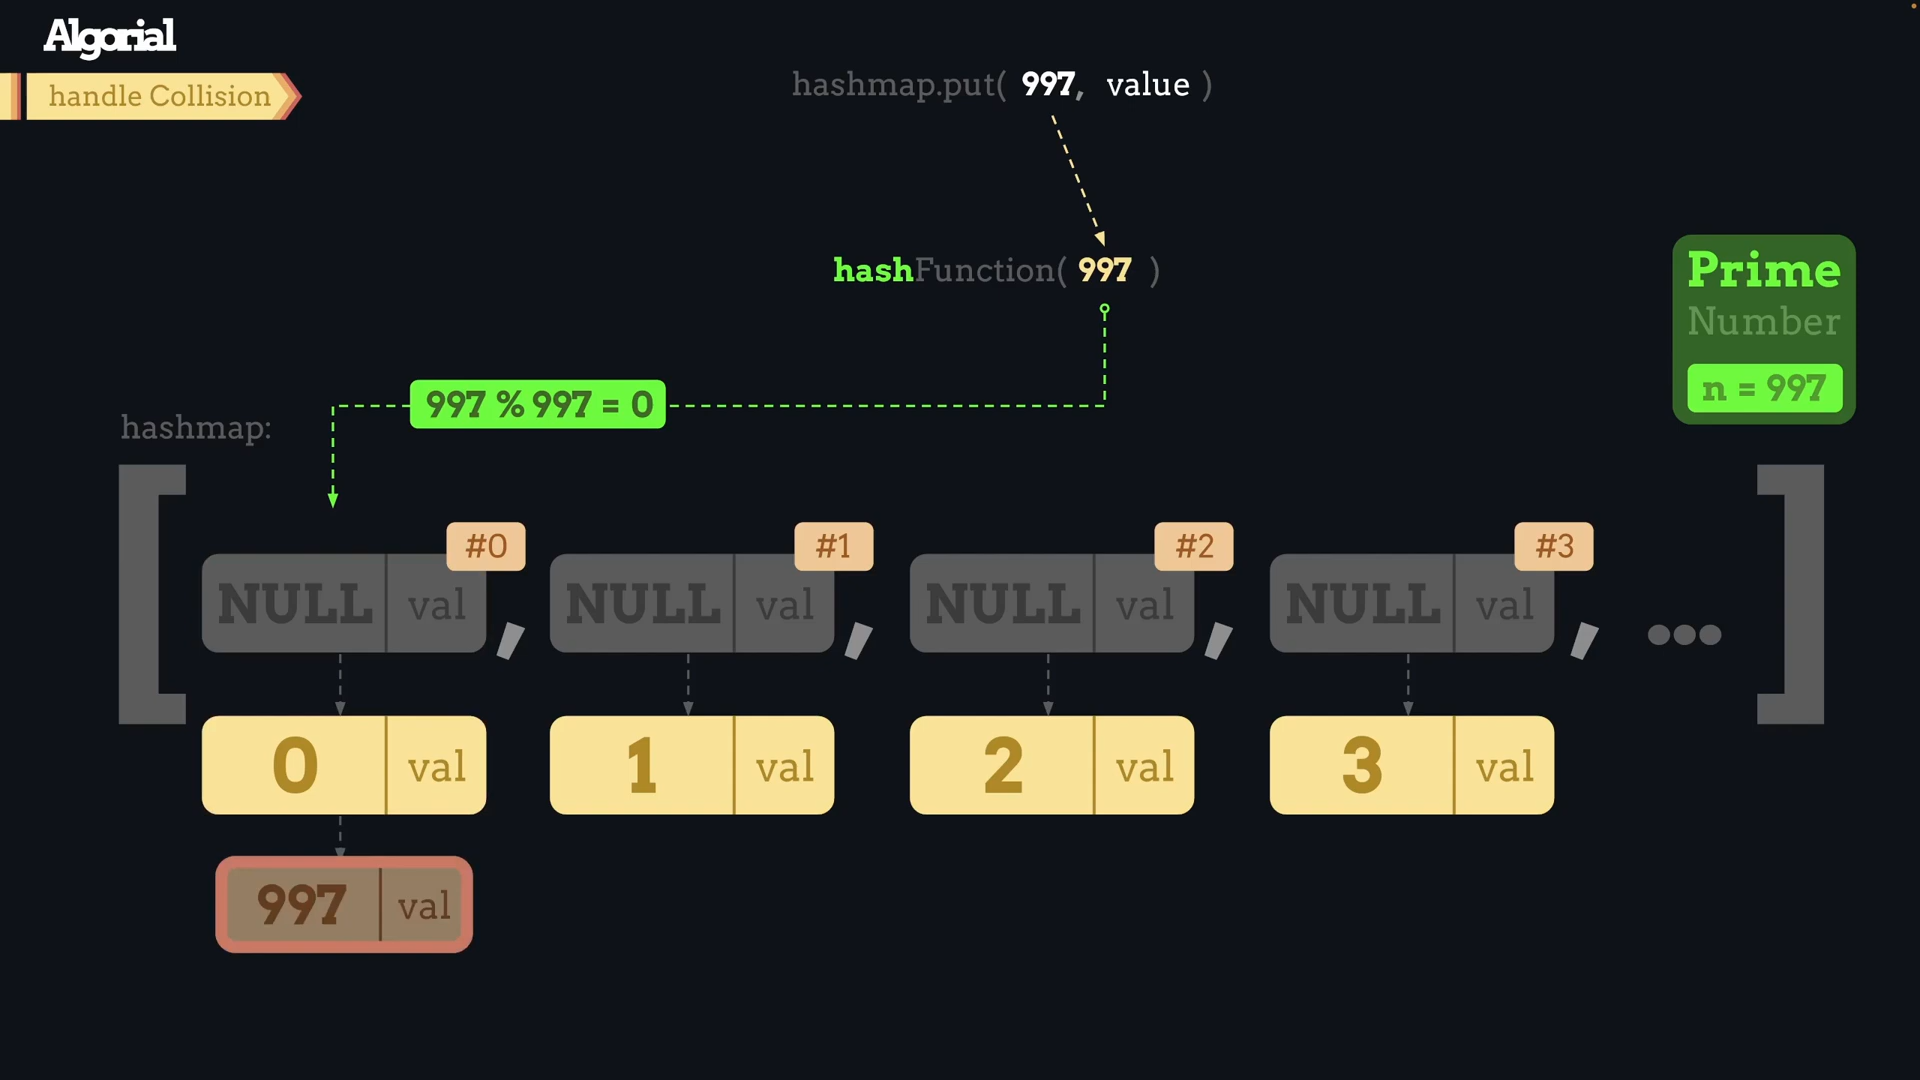 Algorial
handle Collision
hashmap.put( 997, value )
hashFunction( 997 )
Prime
Number
n = 997
997 % 997 = 0
hashmap:
#0 #1 #2 #3
[ NULL val , NULL val , NULL val , NULL val , ... ]
0 val 1 val 2 val 3 val
997 val